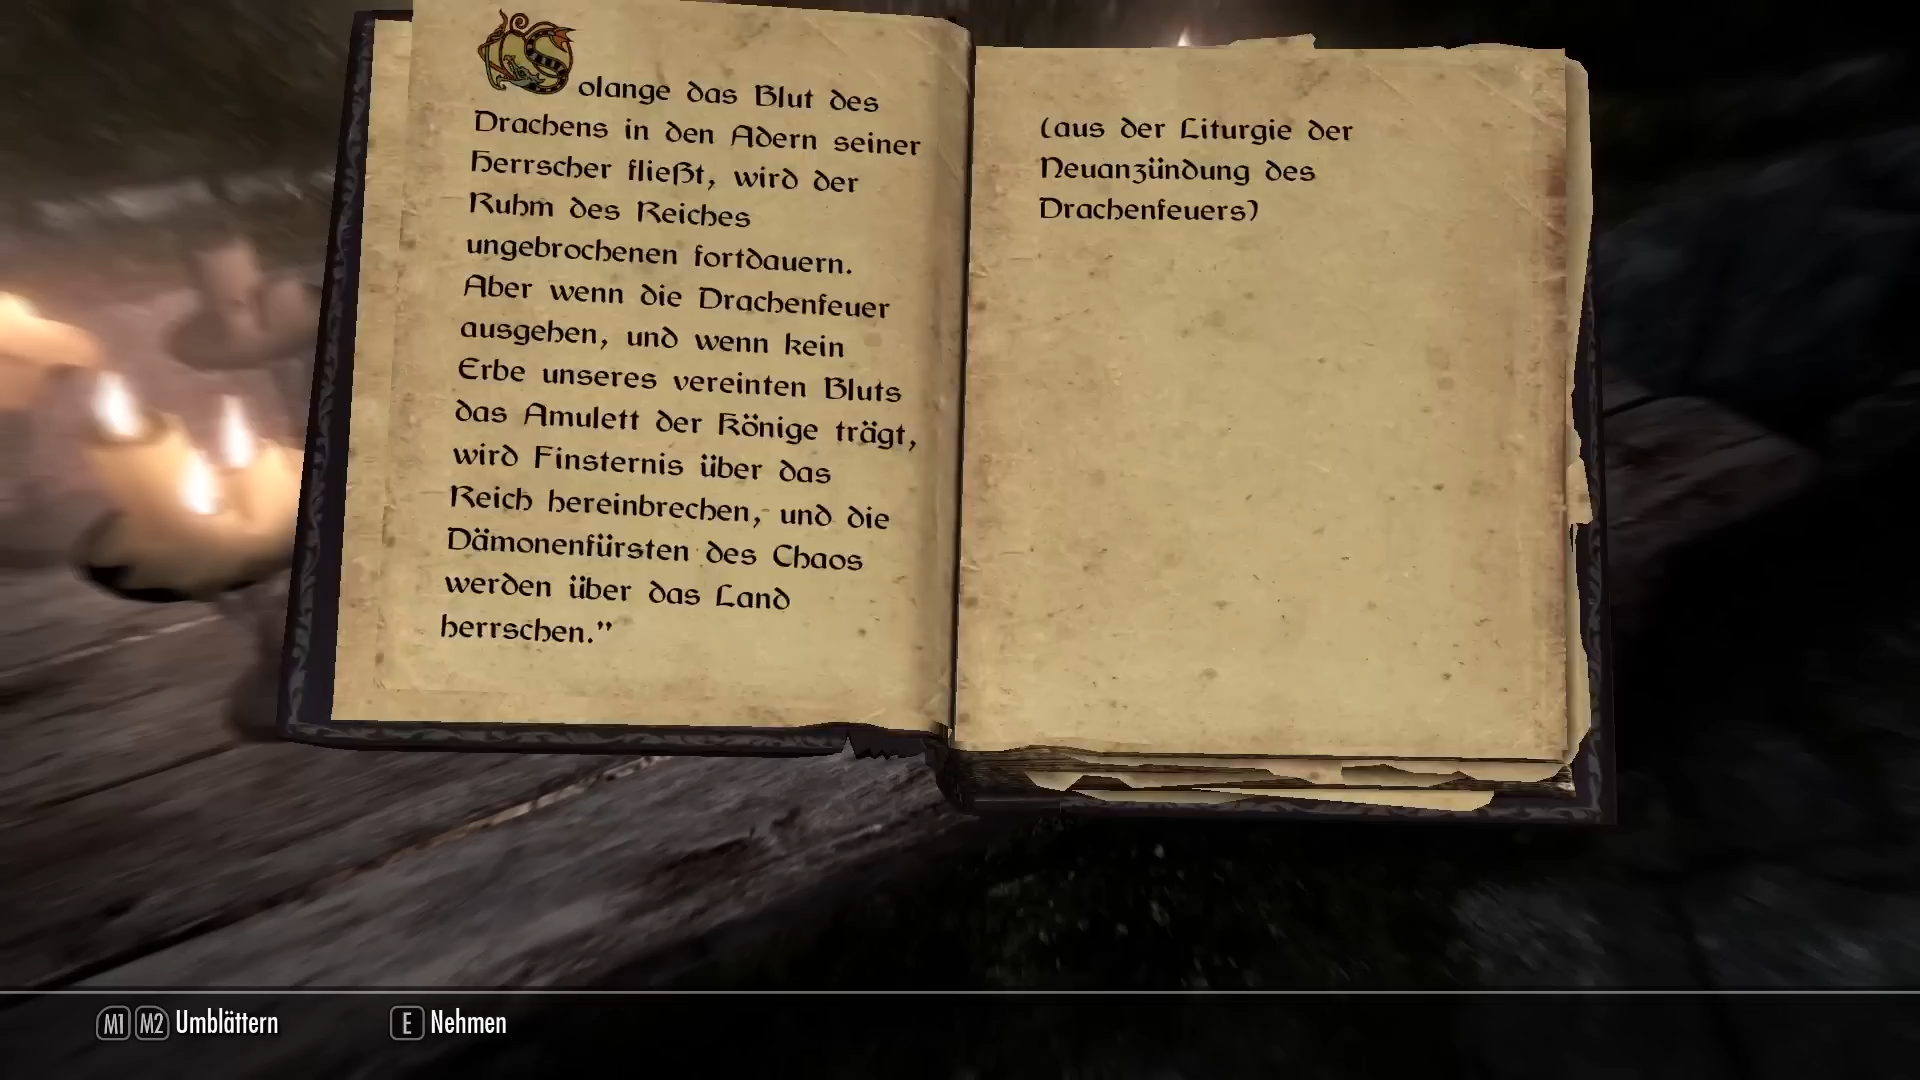 Solange das Blut des
Drachens in den Adern seiner
Herrscher fließt, wird der
Ruhm des Reiches
ungebrochenen fortdauern.
Aber wenn die Drachenfeuer
ausgehen, und wenn kein
Erbe unseres vereinten Bluts
das Amulett der Könige trägt,
wird Finsternis über das
Reich hereinbrechen, und die
Dämonenfürsten des Chaos
werden über das Land
herrschen."
(aus der Liturgie der
Neuanzündung des
Drachenfeuers)
M1 M2 Umblättern
E Nehmen